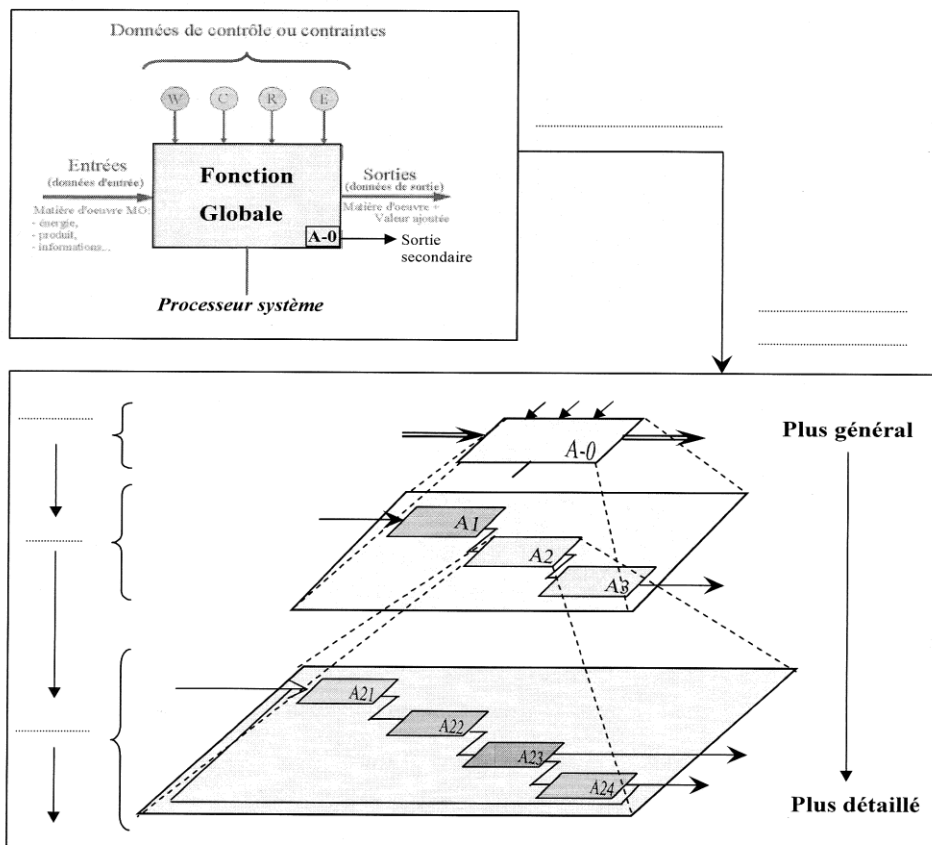 Données de contrôle ou contraintes
W C R E
Entrées
(données d'entrée)
Matière d'oeuvre MO:
- énergie,
- produit,
- informations...
Fonction
Globale
A-0
Sorties
(données de sortie)
Matière d'oeuvre +
Valeur ajoutée
Sortie
secondaire
Processeur système
A-0
Plus général
A1
A2
A3
A21
A22
A23
A24
Plus détaillé